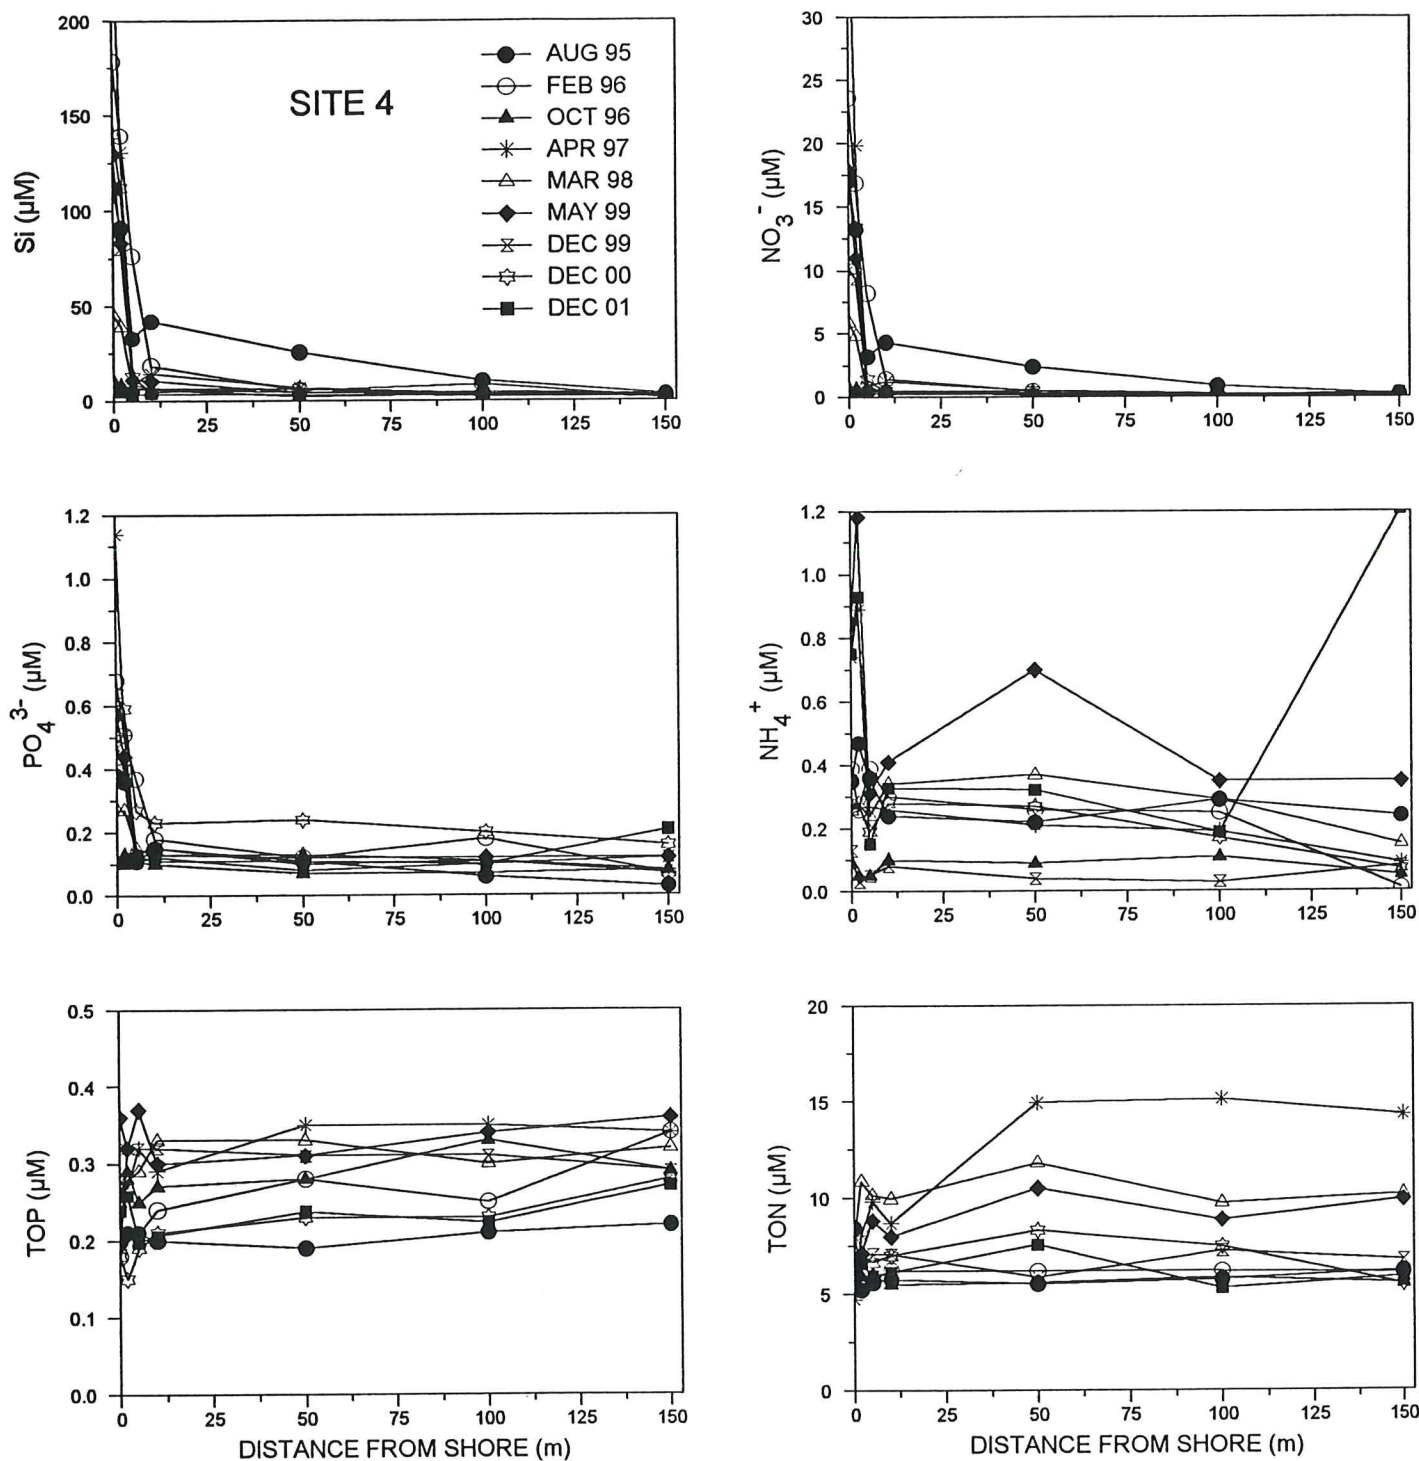 SITE 4
AUG 95
FEB 96
OCT 96
APR 97
MAR 98
MAY 99
DEC 99
DEC 00
DEC 01
Si (µM)
200
150
100
50
0
0 25 50 75 100 125 150
NO3- (µM)
30
25
20
15
10
5
0
0 25 50 75 100 125 150
PO4 3- (µM)
1.2
1.0
0.8
0.6
0.4
0.2
0.0
0 25 50 75 100 125 150
NH4+ (µM)
1.2
1.0
0.8
0.6
0.4
0.2
0.0
0 25 50 75 100 125 150
TOP (µM)
0.5
0.4
0.3
0.2
0.1
0.0
0 25 50 75 100 125 150
DISTANCE FROM SHORE (m)
TON (µM)
20
15
10
5
0
0 25 50 75 100 125 150
DISTANCE FROM SHORE (m)